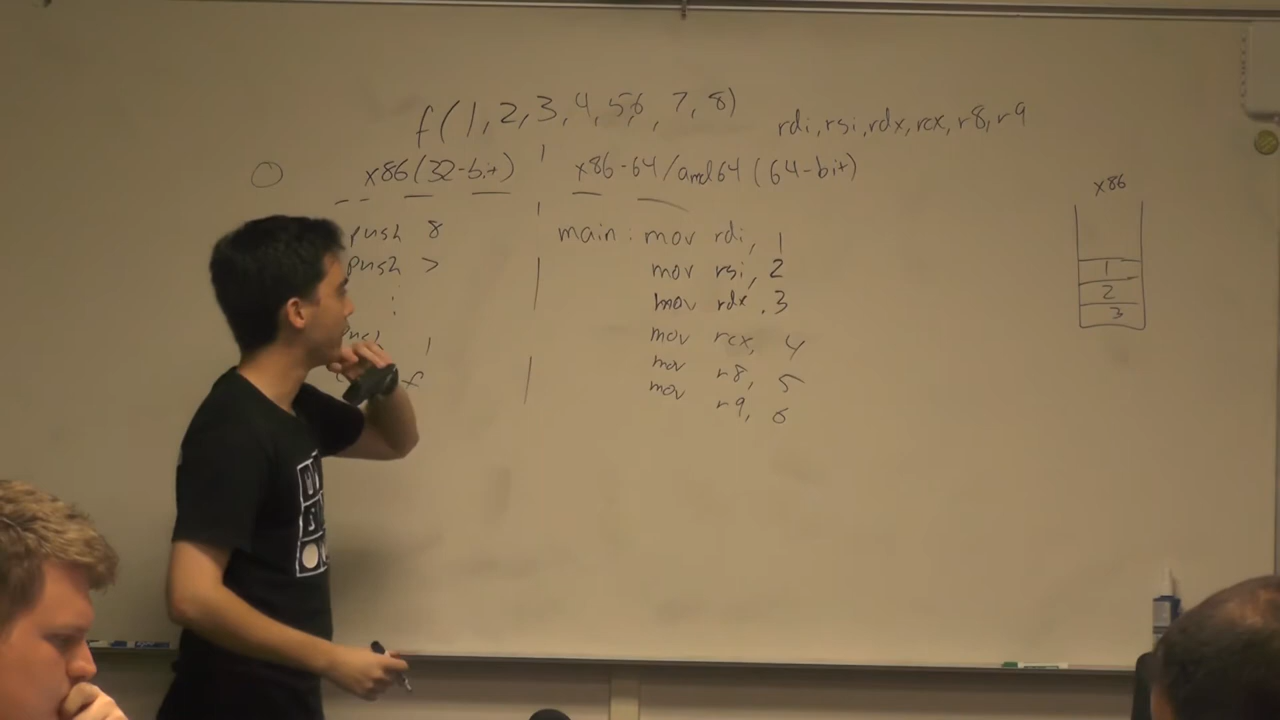 f(1,2,3,4,5,6,7,8)
rdi,rsi,rdx,rcx,r8,r9
x86(32-bit)
x86-64/amd64(64-bit)
push 8
push 7
:
1
f
main: mov rdi, 1
mov rsi, 2
mov rdx, 3
mov rcx, 4
mov r8, 5
mov r9, 6
x86
1
2
3